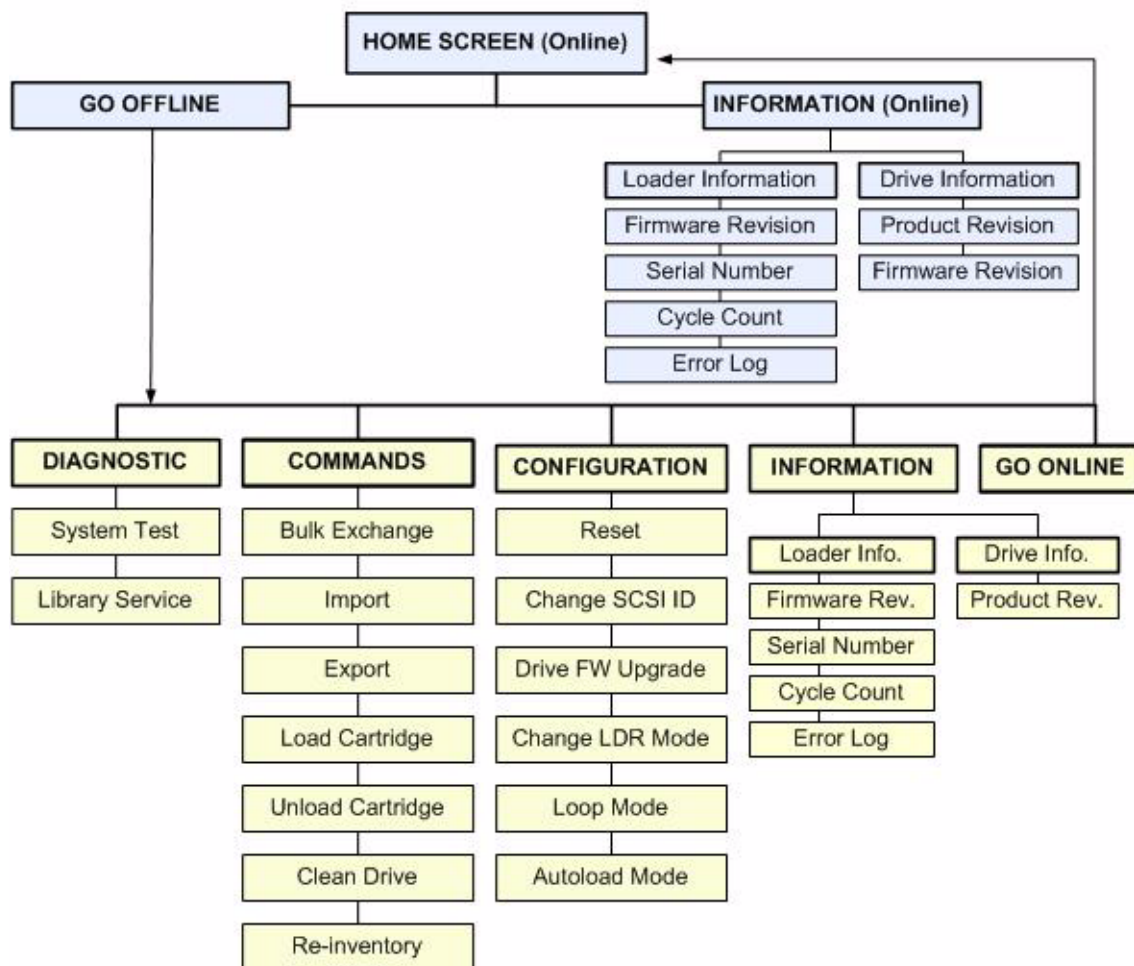 HOME SCREEN (Online)
GO OFFLINE
INFORMATION (Online)
Loader Information
Drive Information
Firmware Revision
Product Revision
Serial Number
Firmware Revision
Cycle Count
Error Log
DIAGNOSTIC
COMMANDS
CONFIGURATION
INFORMATION
GO ONLINE
System Test
Bulk Exchange
Reset
Loader Info.
Drive Info.
Library Service
Import
Change SCSI ID
Firmware Rev.
Product Rev.
Serial Number
Export
Drive FW Upgrade
Cycle Count
Load Cartridge
Change LDR Mode
Error Log
Unload Cartridge
Loop Mode
Clean Drive
Autoload Mode
Re-inventory